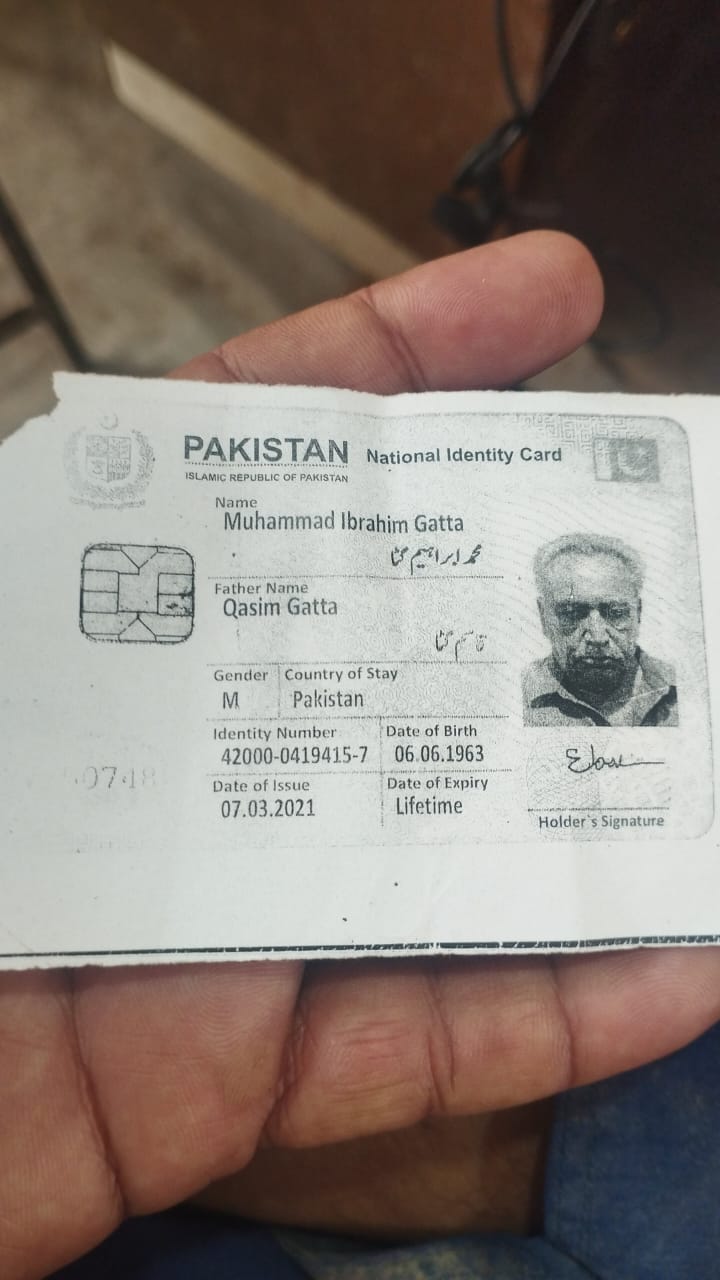 PAKISTAN National Identity Card
ISLAMIC REPUBLIC OF PAKISTAN
Name
Muhammad Ibrahim Gatta
محمد ابراہیم گٹا
Father Name
Qasim Gatta
قاسم گٹا
Gender Country of Stay
M Pakistan
Identity Number Date of Birth
42000-0419415-7 06.06.1963
Date of Issue Date of Expiry
07.03.2021 Lifetime
Holder's Signature